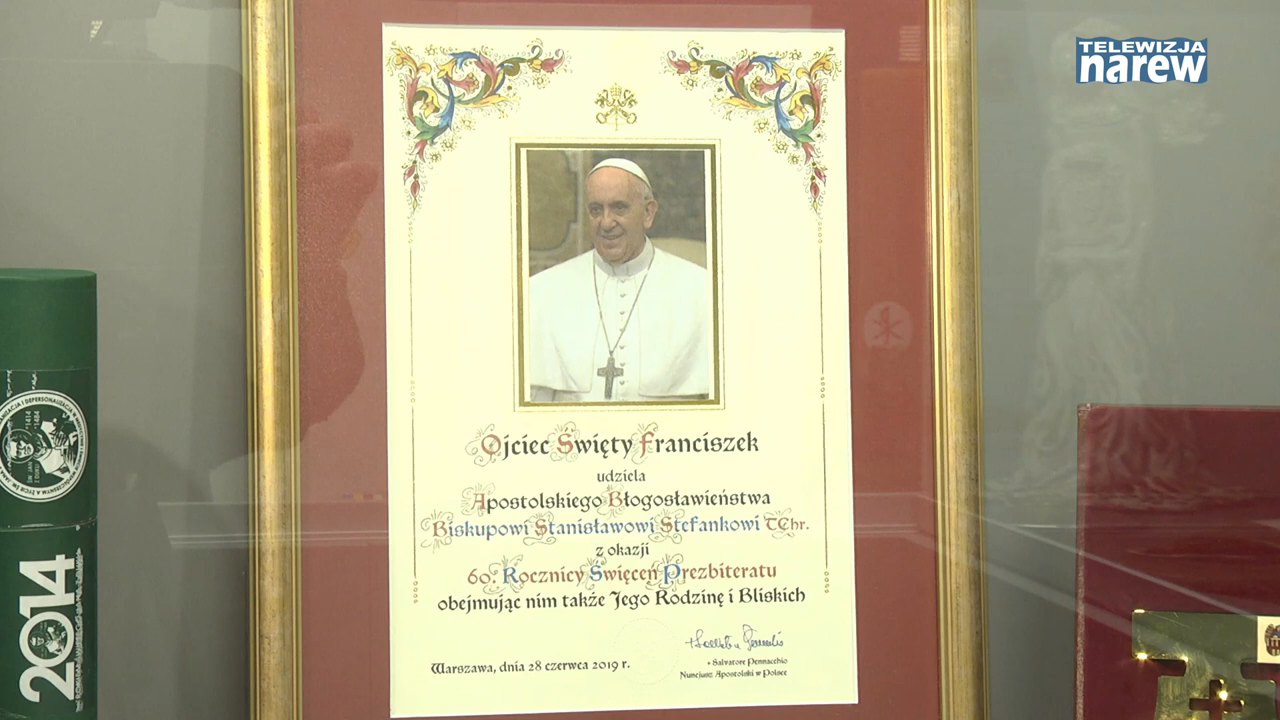 TELEWIZJA
narew
Ojciec Święty Franciszek
udziela
Apostolskiego Błogosławieństwa
Biskupowi Stanisławowi Stefankowi TChr.
z okazji
60. Rocznicy Święceń Prezbiteratu
obejmując nim także Jego Rodzinę i Bliskich
Warszawa, dnia 28 czerwca 2019 r.
+ Salvatore Pennacchio
Nuncjusz Apostolski w Polsce
2014